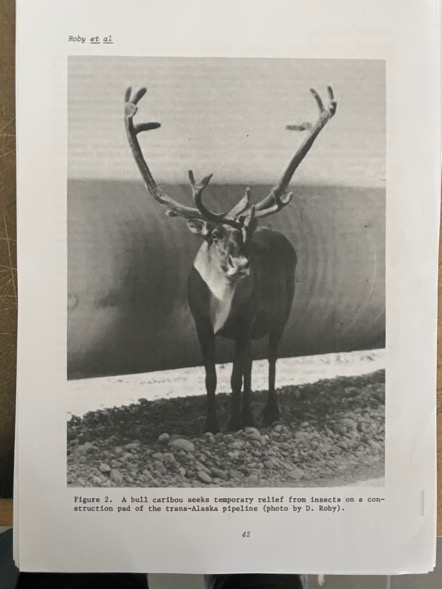 Roby et al
Figure 2. A bull caribou seeks temporary relief from insects on a con-
struction pad of the trans-Alaska pipeline (photo by D. Roby).
42